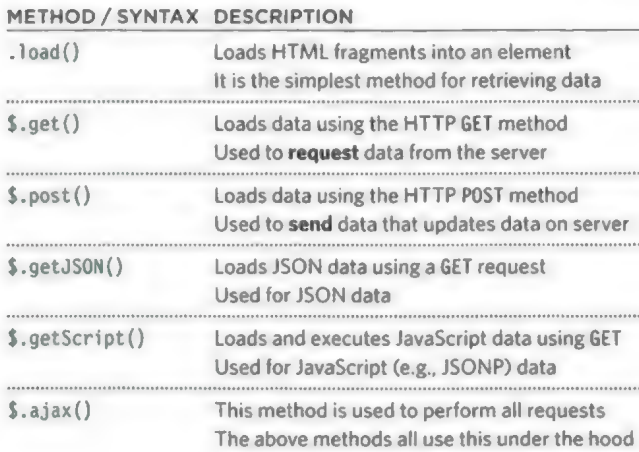 METHOD / SYNTAX DESCRIPTION
.load() Loads HTML fragments into an element
It is the simplest method for retrieving data
$.get() Loads data using the HTTP GET method
Used to request data from the server
$.post() Loads data using the HTTP POST method
Used to send data that updates data on server
$.getJSON() Loads JSON data using a GET request
Used for JSON data
$.getScript() Loads and executes JavaScript data using GET
Used for JavaScript (e.g., JSONP) data
$.ajax() This method is used to perform all requests
The above methods all use this under the hood